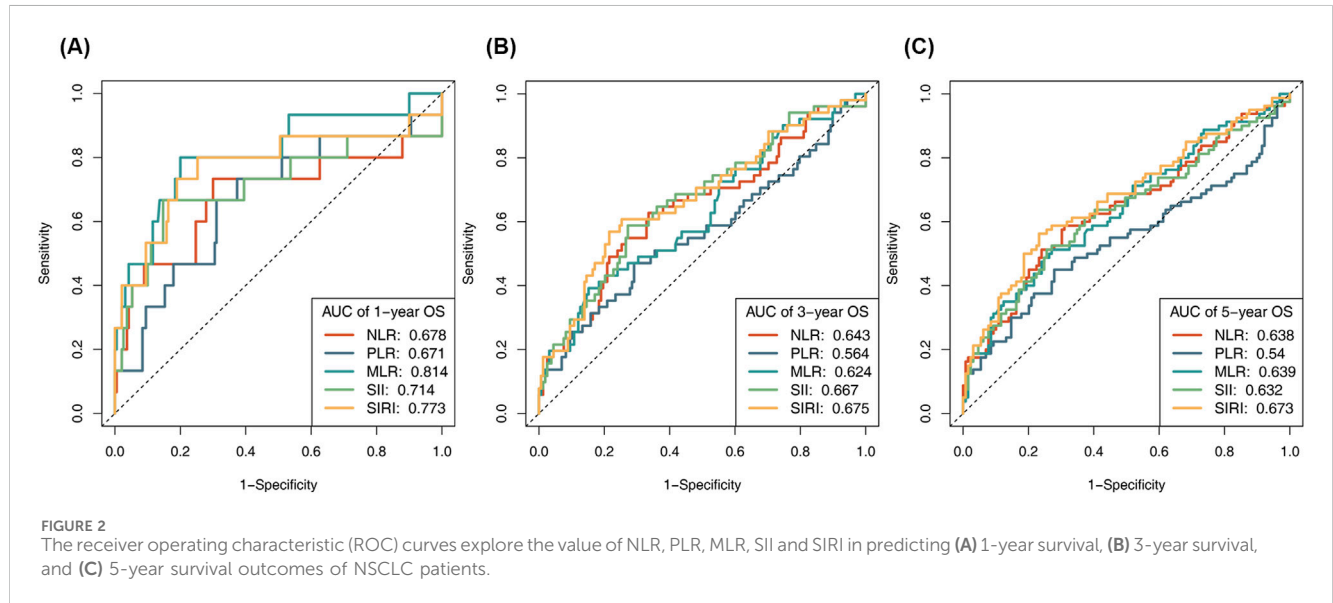 (A)
(B)
(C)
Sensitivity
0.0
0.2
0.4
0.6
0.8
1.0
AUC of 1-year OS
NLR: 0.678
PLR: 0.671
MLR: 0.814
SII: 0.714
SIRI: 0.773
0.0 0.2 0.4 0.6 0.8 1.0
1-Specificity
Sensitivity
0.0
0.2
0.4
0.6
0.8
1.0
AUC of 3-year OS
NLR: 0.643
PLR: 0.564
MLR: 0.624
SII: 0.667
SIRI: 0.675
0.0 0.2 0.4 0.6 0.8 1.0
1-Specificity
Sensitivity
0.0
0.2
0.4
0.6
0.8
1.0
AUC of 5-year OS
NLR: 0.638
PLR: 0.54
MLR: 0.639
SII: 0.632
SIRI: 0.673
0.0 0.2 0.4 0.6 0.8 1.0
1-Specificity
FIGURE 2
The receiver operating characteristic (ROC) curves explore the value of NLR, PLR, MLR, SII and SIRI in predicting (A) 1-year survival, (B) 3-year survival,
and (C) 5-year survival outcomes of NSCLC patients.